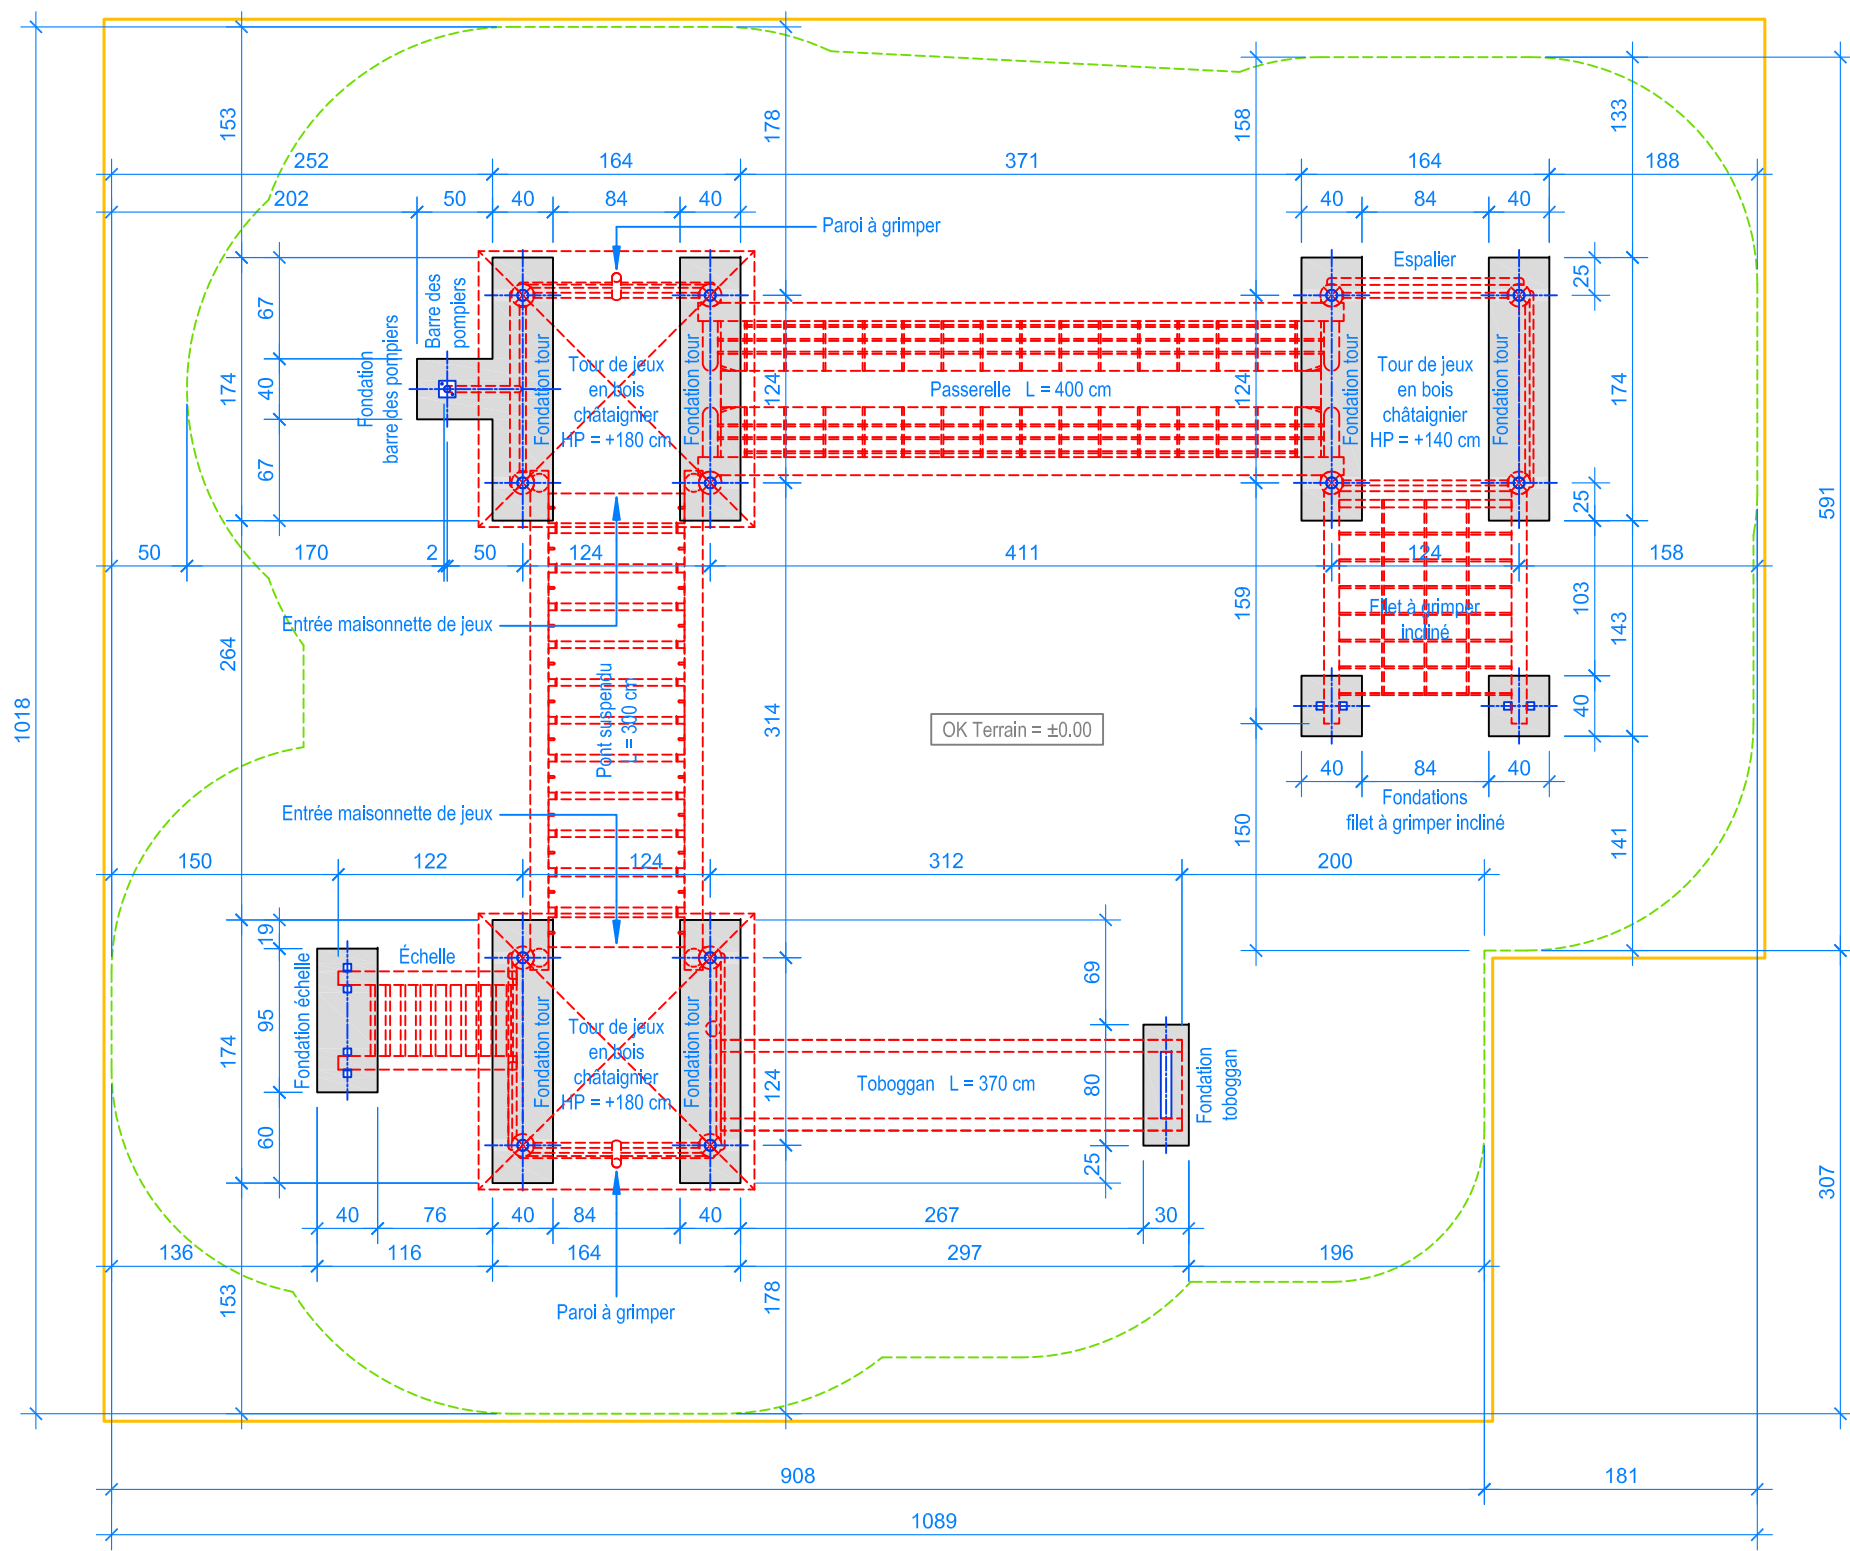 153
178
158
133
252
164
371
164
188
202
50
40
84
40
40
84
40
Paroi à grimper
Espalier
25
Barre des
pompiers
67
Fondation
barre des pompiers
40
174
67
Fondation tour
Tour de jeux
en bois
châtaignier
HP = +180 cm
Fondation tour
124
Passerelle L = 400 cm
124
Fondation tour
Tour de jeux
en bois
châtaignier
HP = +140 cm
Fondation tour
174
25
591
50
170
2
50
124
411
124
158
264
Entrée maisonnette de jeux
159
Filet à grimper
incliné
103
143
1018
Pont suspendu
L = 300 cm
314
OK Terrain = ±0.00
40
40
84
40
Fondations
filet à grimper incliné
Entrée maisonnette de jeux
150
141
150
122
124
312
200
19
Échelle
69
Fondation échelle
95
174
60
Fondation tour
Tour de jeux
en bois
châtaignier
HP = +180 cm
Fondation tour
124
Toboggan L = 370 cm
80
Fondation
toboggan
25
307
40
76
40
84
40
267
30
136
116
164
297
196
153
Paroi à grimper
178
908
181
1089